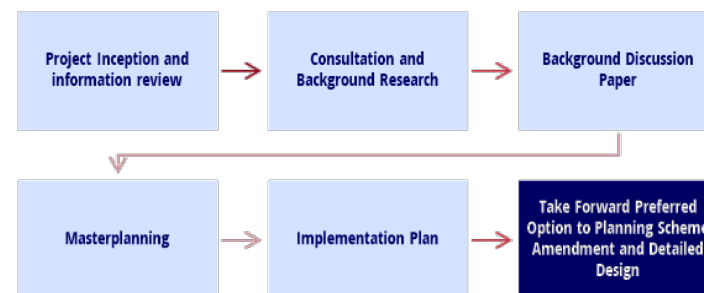 Project Inception and
information review
Consultation and
Background Research
Background Discussion
Paper
Masterplanning
Implementation Plan
Take Forward Preferred
Option to Planning Scheme
Amendment and Detailed
Design